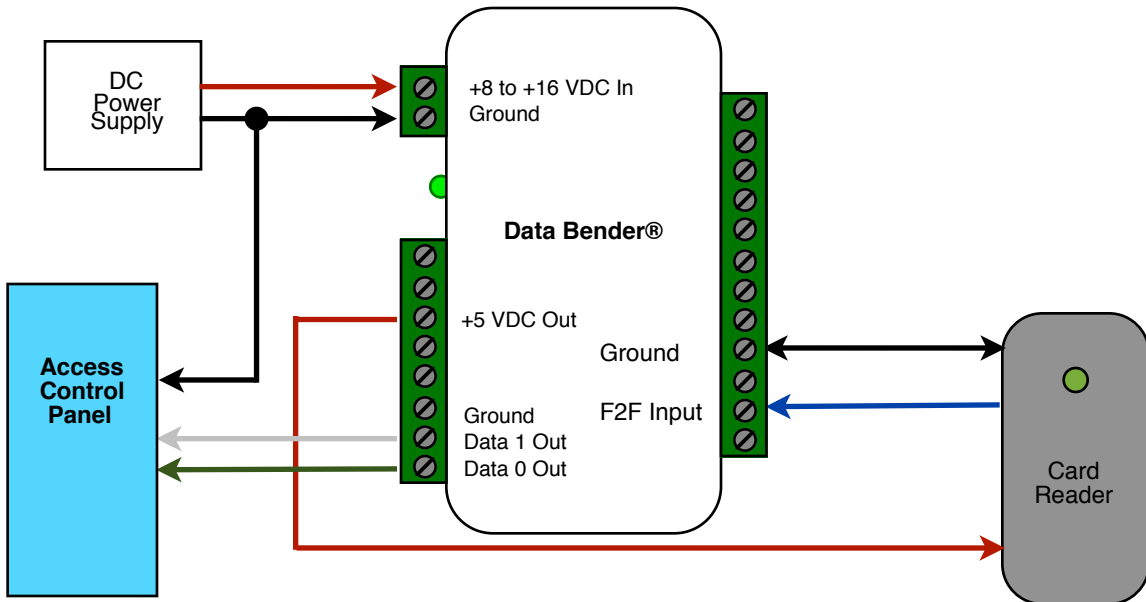 DC
Power
Supply
+8 to +16 VDC In
Ground
Data Bender®
+5 VDC Out
Ground
F2F Input
Access
Control
Panel
Ground
Data 1 Out
Data 0 Out
Card
Reader